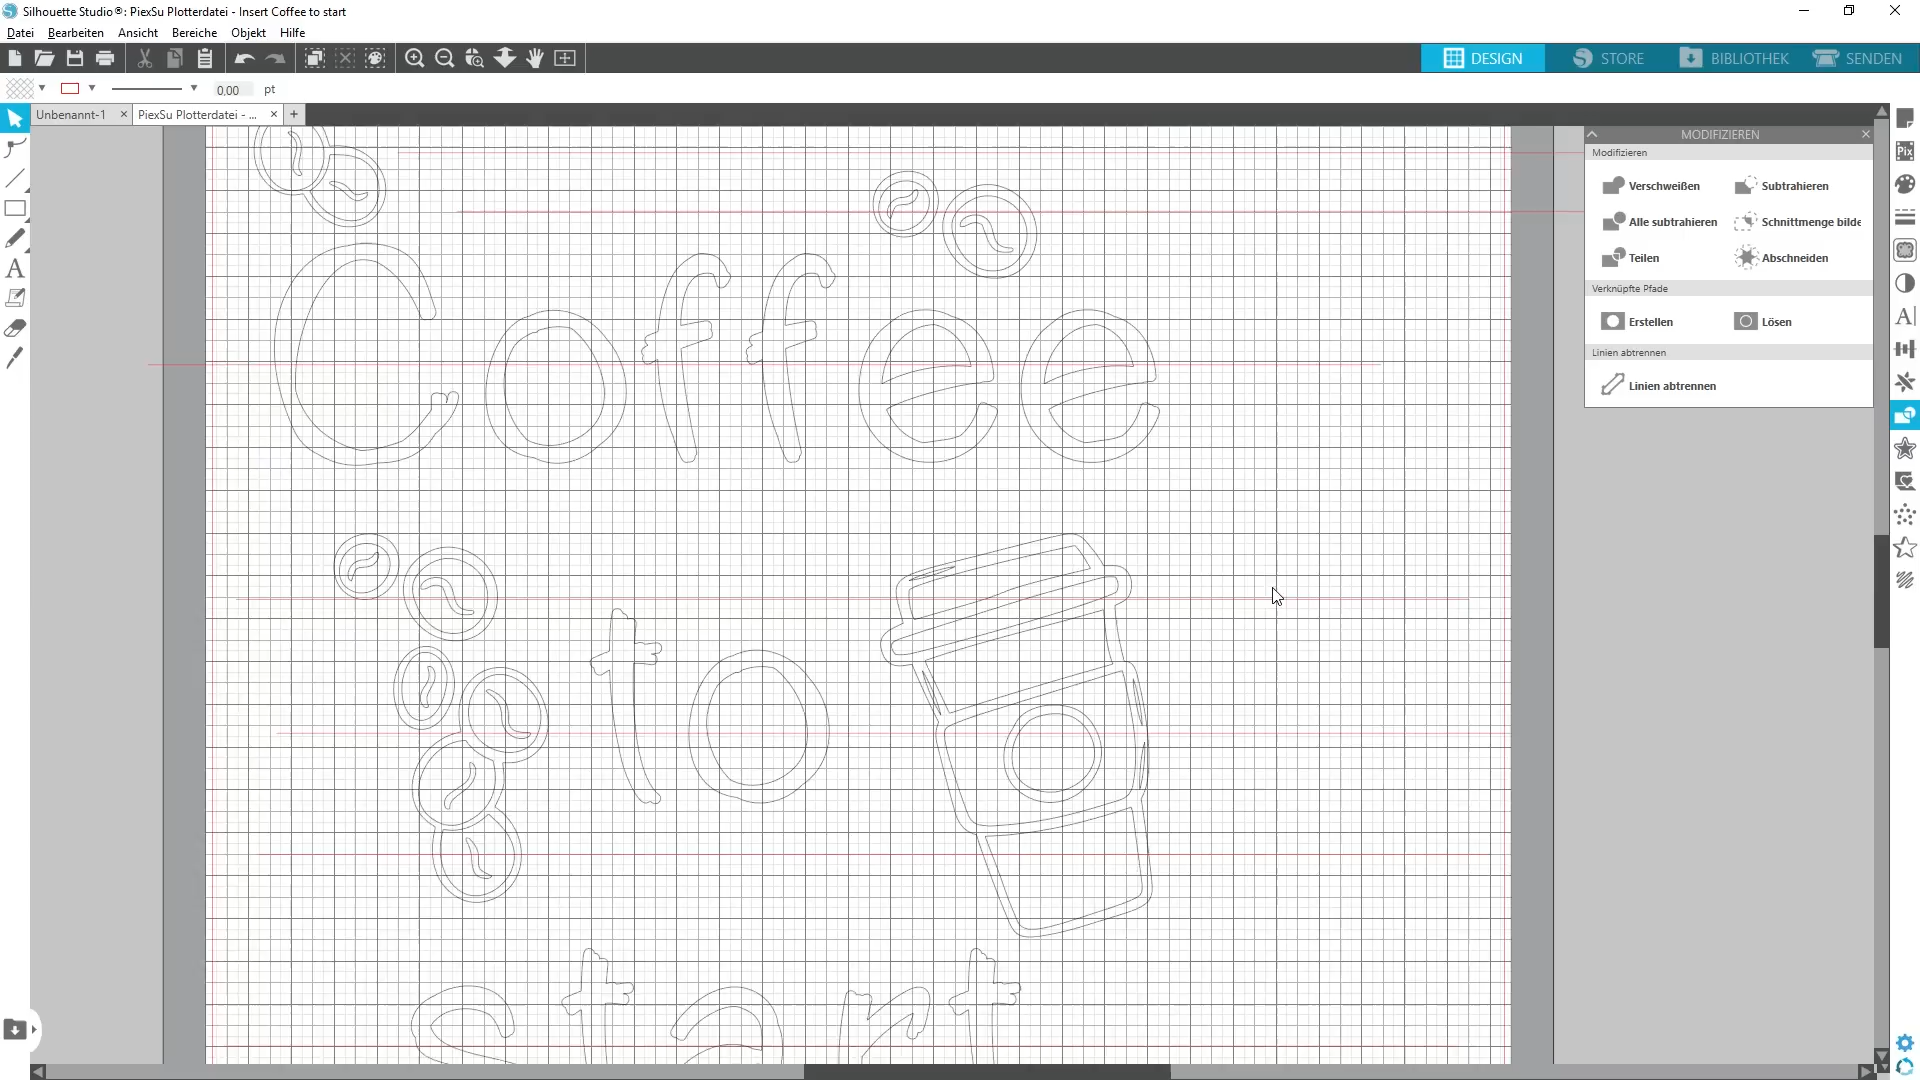 Silhouette Studio®: PiexSu Plotterdatei - Insert Coffee to start
Datei Bearbeiten Ansicht Bereiche Objekt Hilfe
DESIGN STORE BIBLIOTHEK SENDEN
0,00 pt
Unbenannt-1 PiexSu Plotterdatei - ...
MODIFIZIEREN
Modifizieren
Verschweißen Subtrahieren
Alle subtrahieren Schnittmenge bilde
Teilen Abschneiden
Verknüpfte Pfade
Erstellen Lösen
Linien abtrennen
Linien abtrennen
Pix
Coffee
to
start